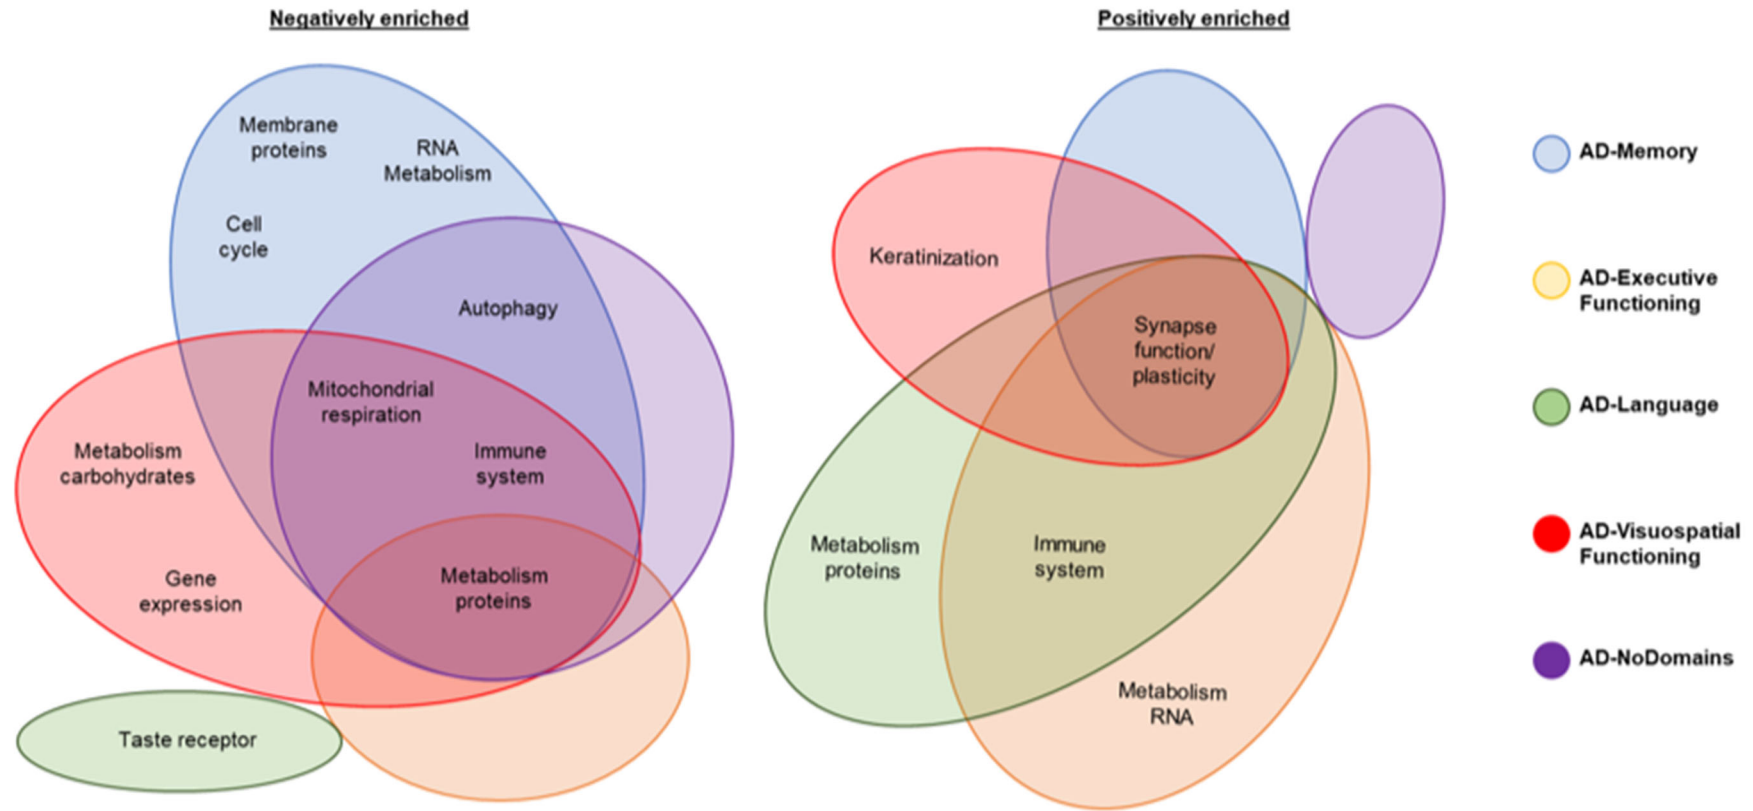 Negatively enriched
Membrane
proteins
RNA
Metabolism
Cell
cycle
Autophagy
Mitochondrial
respiration
Immune
system
Metabolism
carbohydrates
Gene
expression
Metabolism
proteins
Taste receptor
Positively enriched
Keratinization
Synapse
function/
plasticity
Metabolism
proteins
Immune
system
Metabolism
RNA
AD-Memory
AD-Executive
Functioning
AD-Language
AD-Visuospatial
Functioning
AD-NoDomains